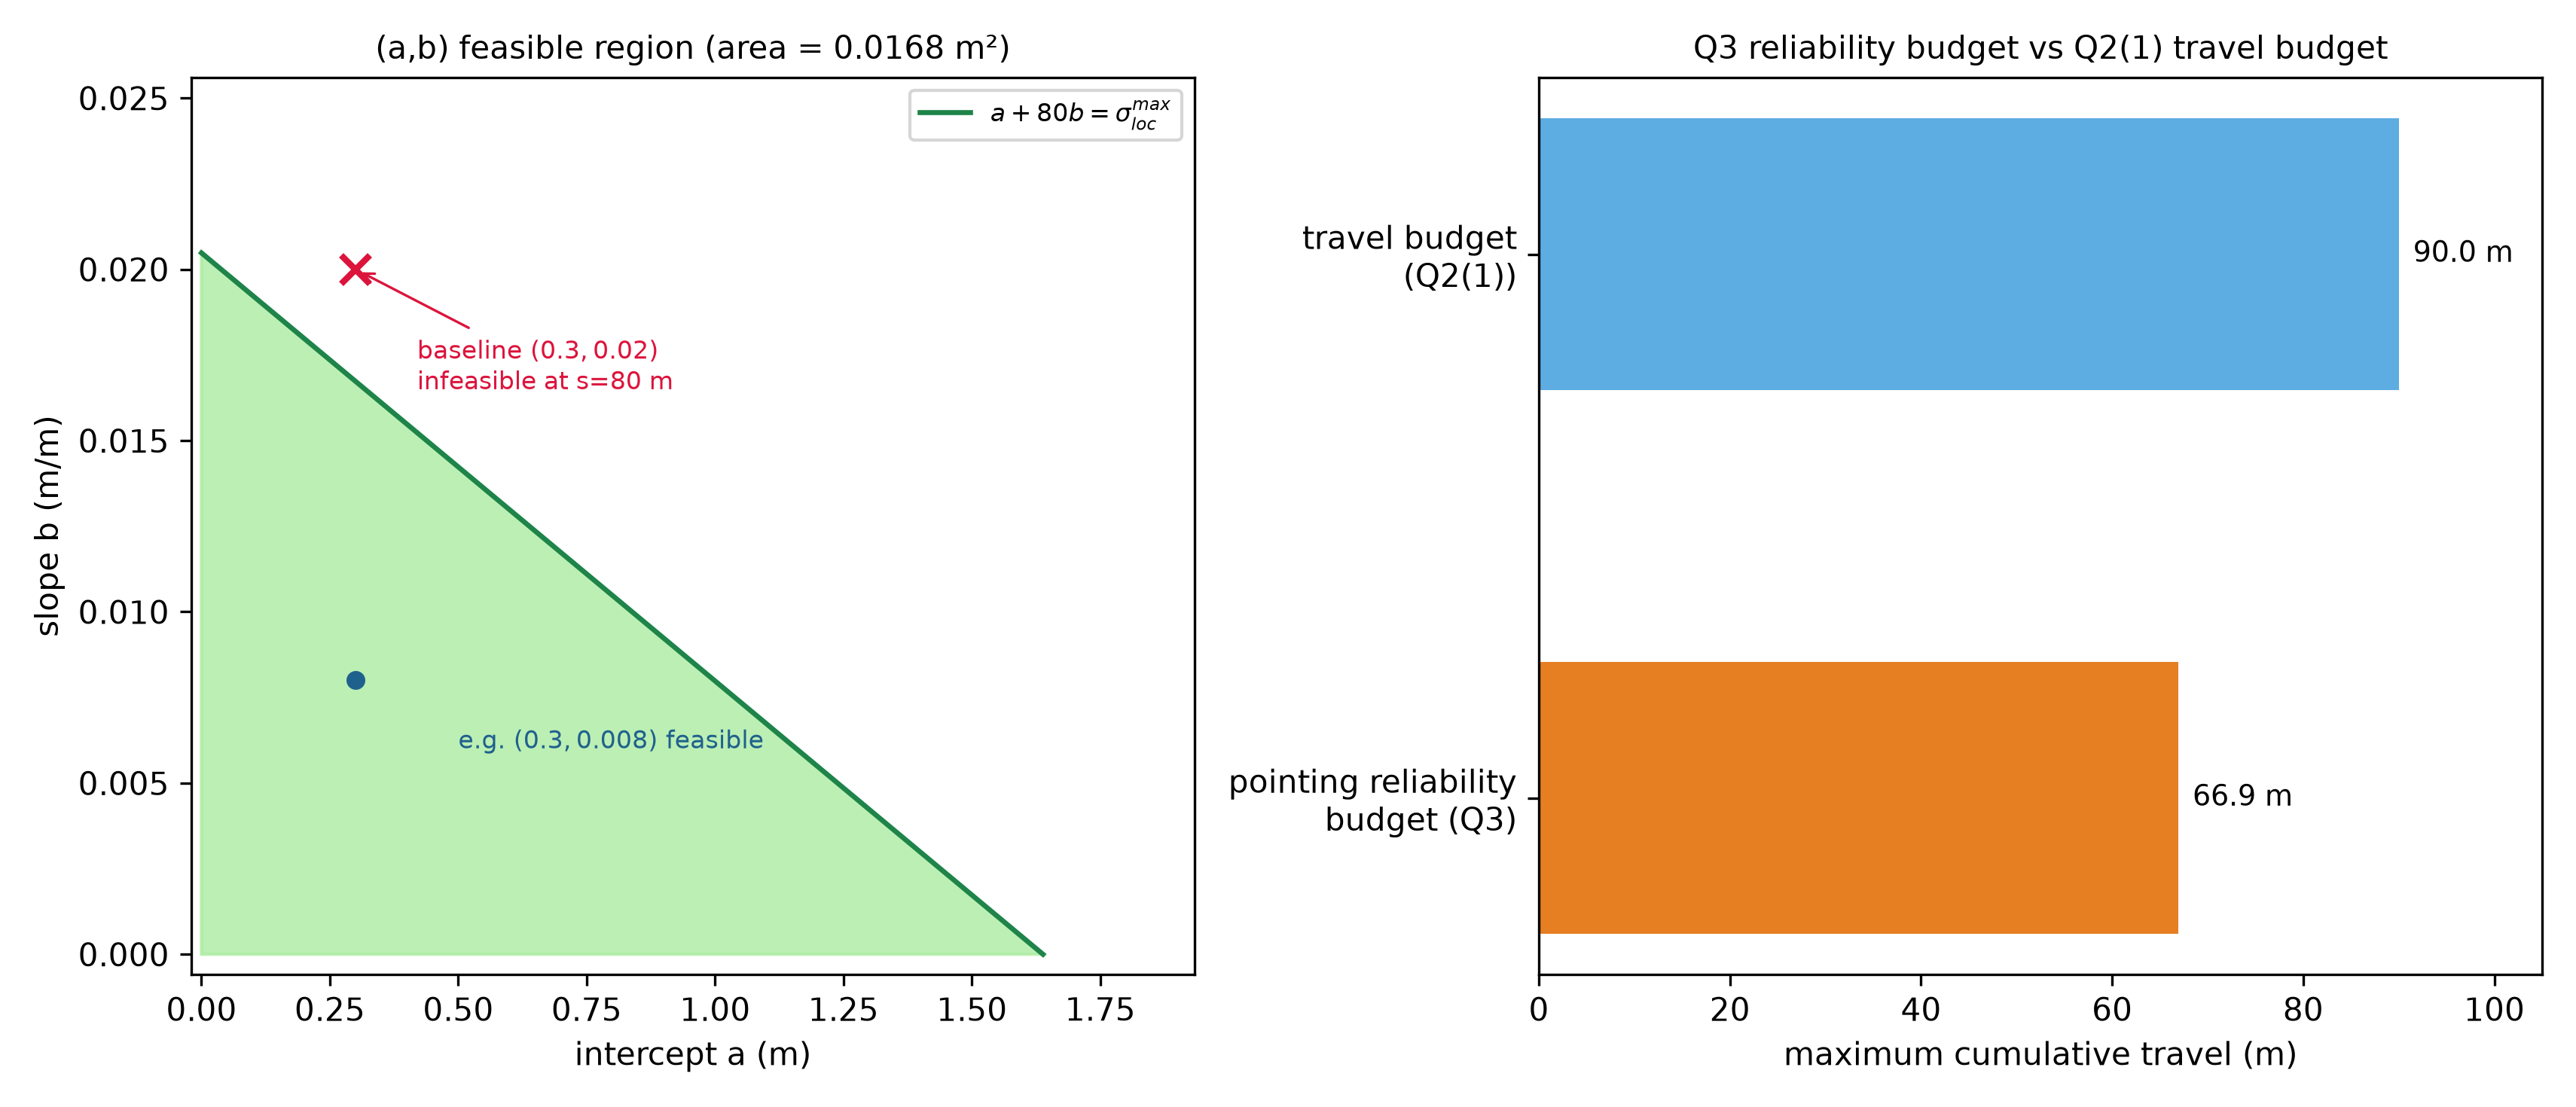 (a,b) feasible region (area = 0.0168 m²)
0.025
0.020
0.015
0.010
0.005
0.000
slope b (m/m)
a + 80b = σ_{loc}^{max}
baseline (0.3, 0.02)
infeasible at s=80 m
e.g. (0.3, 0.008) feasible
0.00 0.25 0.50 0.75 1.00 1.25 1.50 1.75
intercept a (m)
Q3 reliability budget vs Q2(1) travel budget
travel budget
(Q2(1))
90.0 m
pointing reliability
budget (Q3)
66.9 m
0 20 40 60 80 100
maximum cumulative travel (m)